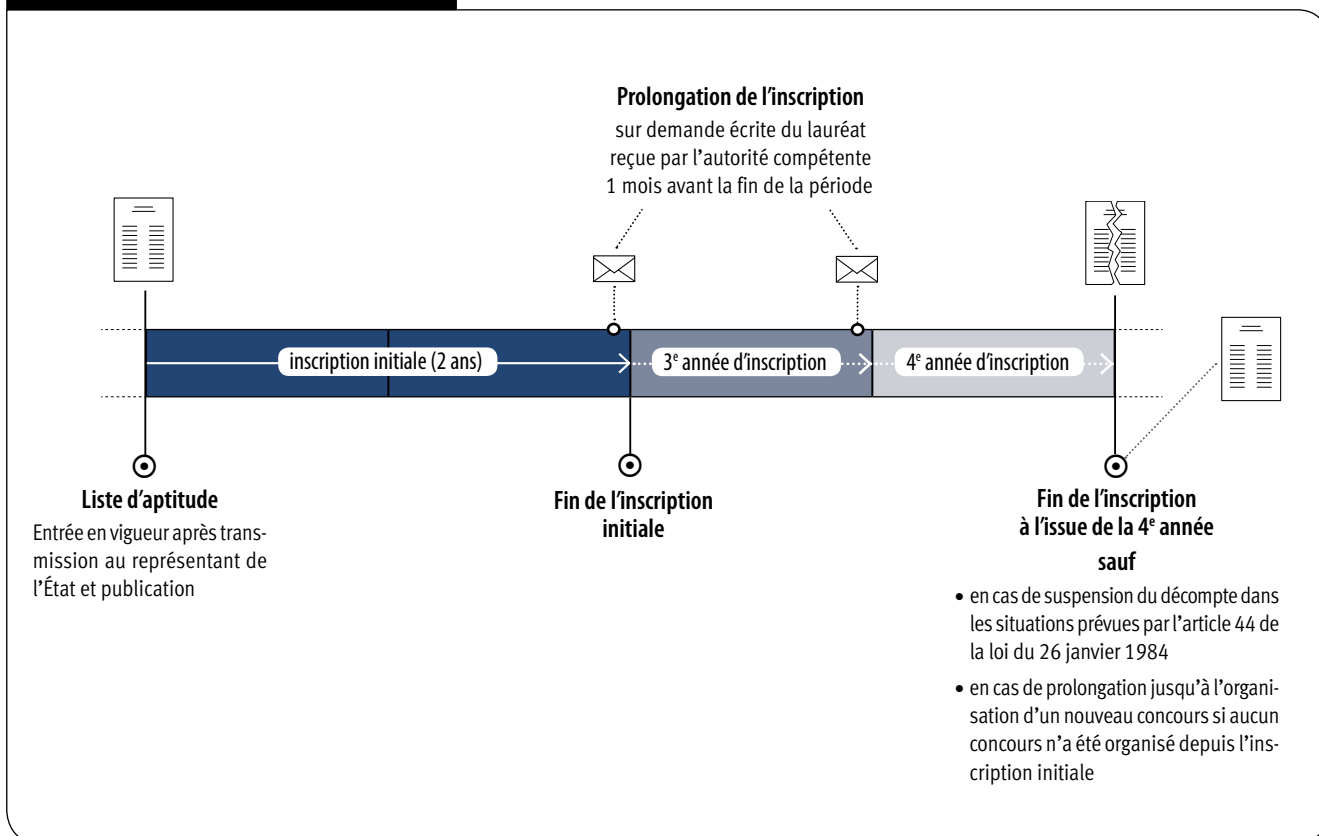 Prolongation de l’inscription
sur demande écrite du lauréat
reçue par l’autorité compétente
1 mois avant la fin de la période
inscription initiale (2 ans)
3e année d’inscription
4e année d’inscription
Liste d’aptitude
Entrée en vigueur après trans-
mission au représentant de
l’État et publication
Fin de l’inscription
initiale
Fin de l’inscription
à l’issue de la 4e année
sauf
• en cas de suspension du décompte dans
les situations prévues par l’article 44 de
la loi du 26 janvier 1984
• en cas de prolongation jusqu’à l’organi-
sation d’un nouveau concours si aucun
concours n’a été organisé depuis l’ins-
cription initiale